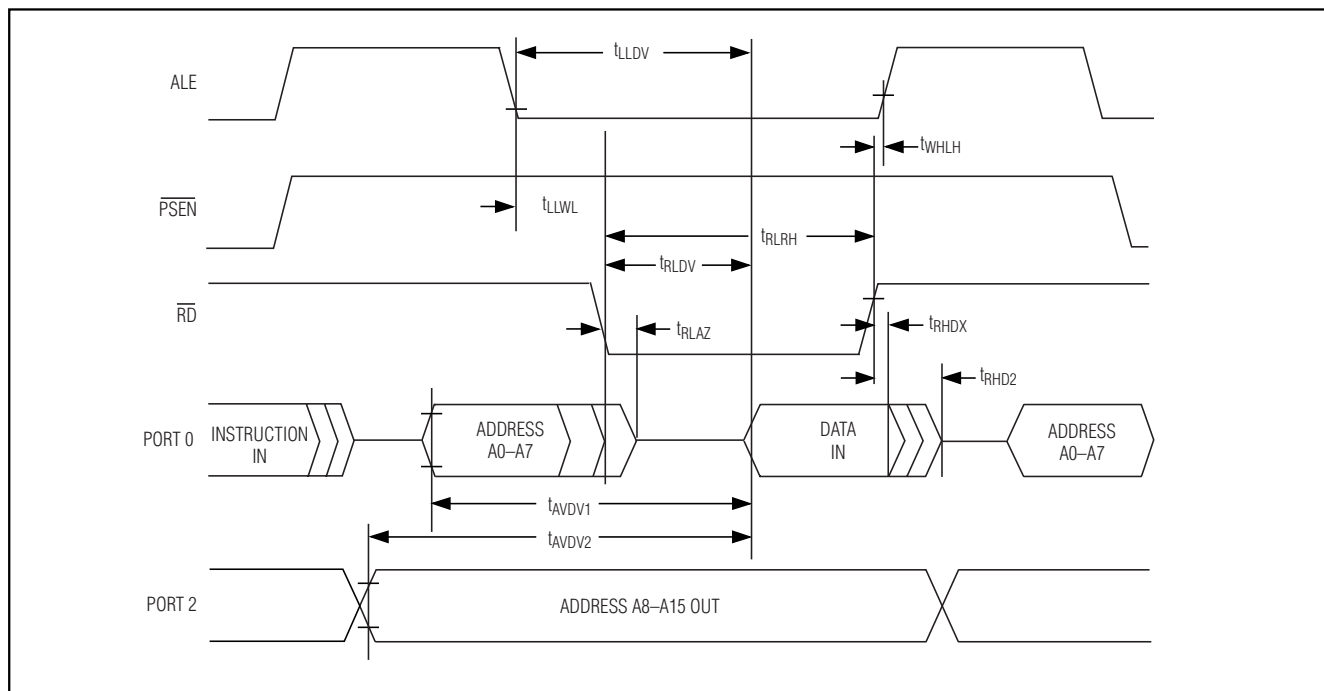 tLLDV
ALE
tWHLH
PSEN
tLLWL
tRLRH
tRLDV
RD
tRLAZ
tRHDX
tRHD2
PORT 0
INSTRUCTION
IN
ADDRESS
A0–A7
DATA
IN
ADDRESS
A0–A7
tAVDV1
tAVDV2
PORT 2
ADDRESS A8–A15 OUT